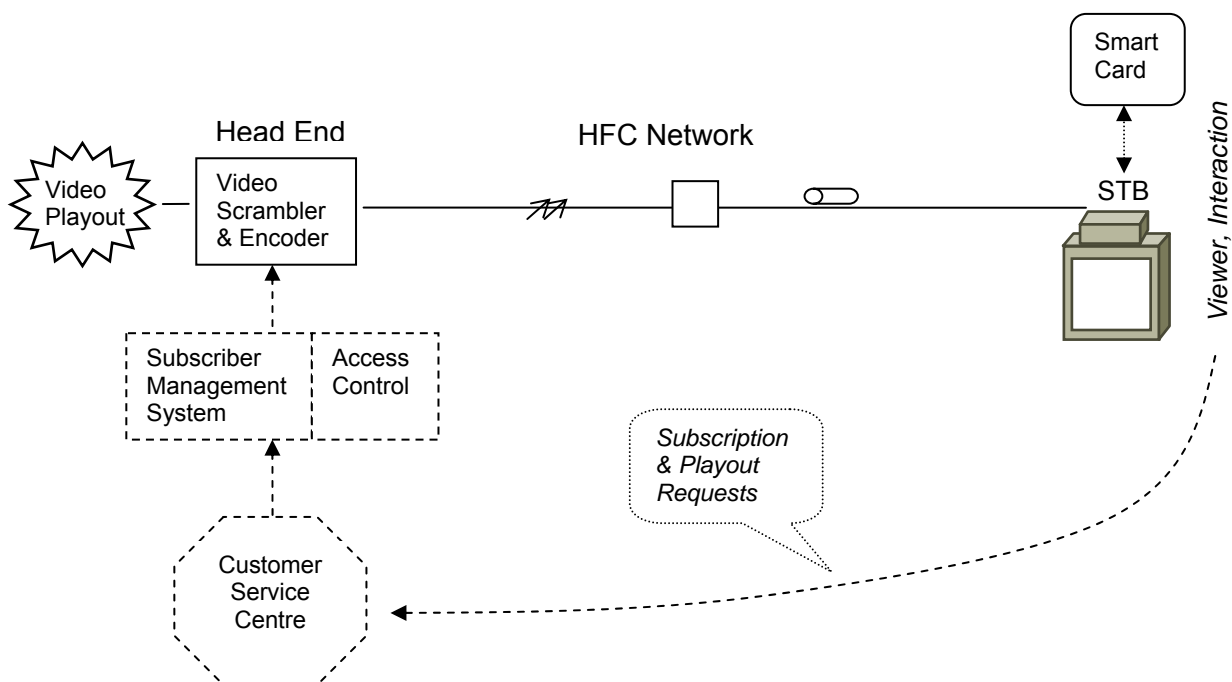 Smart
Card
Head End
HFC Network
Video
Playout
Video
Scrambler
& Encoder
STB
Viewer, Interaction
Subscriber
Management
System
Access
Control
Subscription
& Playout
Requests
Customer
Service
Centre